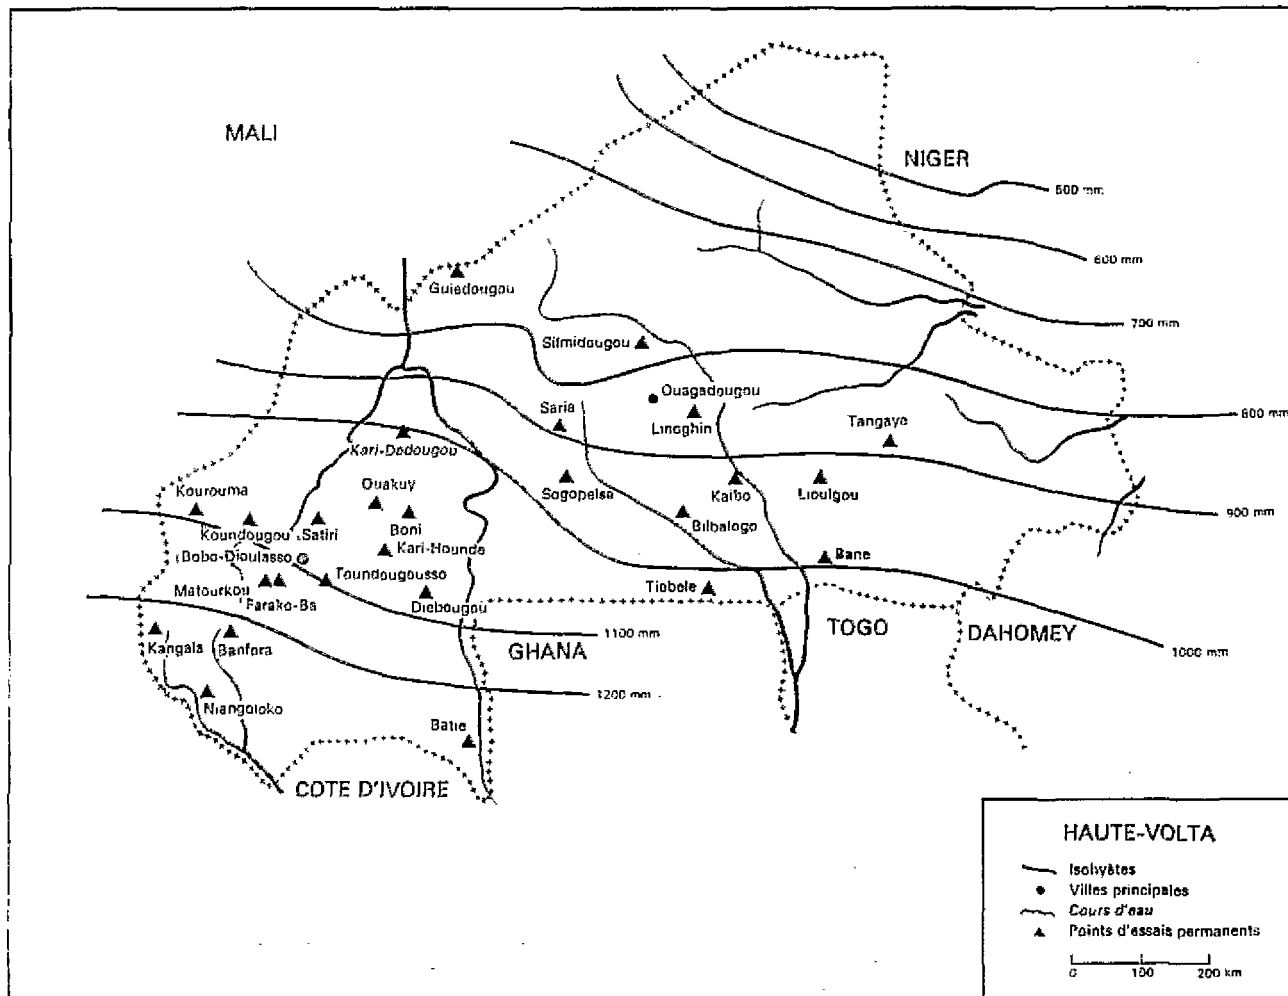 MALI
NIGER
500 mm
600 mm
Guiedougou
700 mm
Silmidougou
Ouagadougou
Saria
Linoghin
Tangaye
800 mm
Kari-Dedougou
Kourouma
Ouakuy
Sogopelse
Kaibo
Lioulgou
Koundougou
Satiri
Boni
Bilbalogo
900 mm
Bobo-Dioulasso
Kari-Hounde
Bane
Matourkou
Toundougousso
Tiebele
Farako-Ba
Diebougou
1100 mm
TOGO
DAHOMEY
Kangala
Banfora
GHANA
1000 mm
1200 mm
Niangoloko
Batie
COTE D'IVOIRE
HAUTE-VOLTA
Isohyètes
Villes principales
Cours d'eau
Points d'essais permanents
0 100 200 km